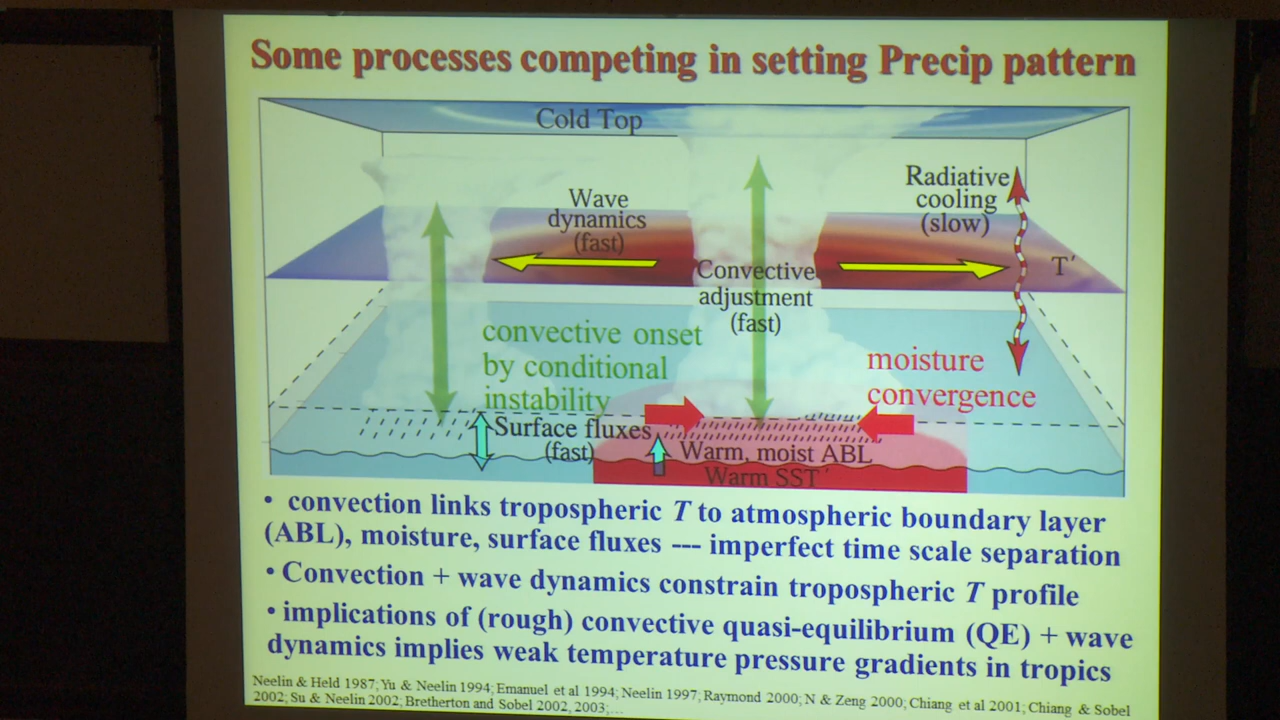 Some processes competing in setting Precip pattern
Cold Top
Wave
dynamics
(fast)
Radiative
cooling
(slow)
T′
Convective
adjustment
(fast)
convective onset
by conditional
instability
moisture
convergence
Surface fluxes
(fast)
Warm, moist ABL
Warm SST′
• convection links tropospheric T to atmospheric boundary layer
(ABL), moisture, surface fluxes --- imperfect time scale separation
• Convection + wave dynamics constrain tropospheric T profile
• implications of (rough) convective quasi-equilibrium (QE) + wave
dynamics implies weak temperature pressure gradients in tropics
Neelin & Held 1987; Yu & Neelin 1994; Emanuel et al 1994; Neelin 1997, Raymond 2000; N & Zeng 2000; Chiang et al 2001; Chiang & Sobel
2002; Su & Neelin 2002; Bretherton and Sobel 2002, 2003;...